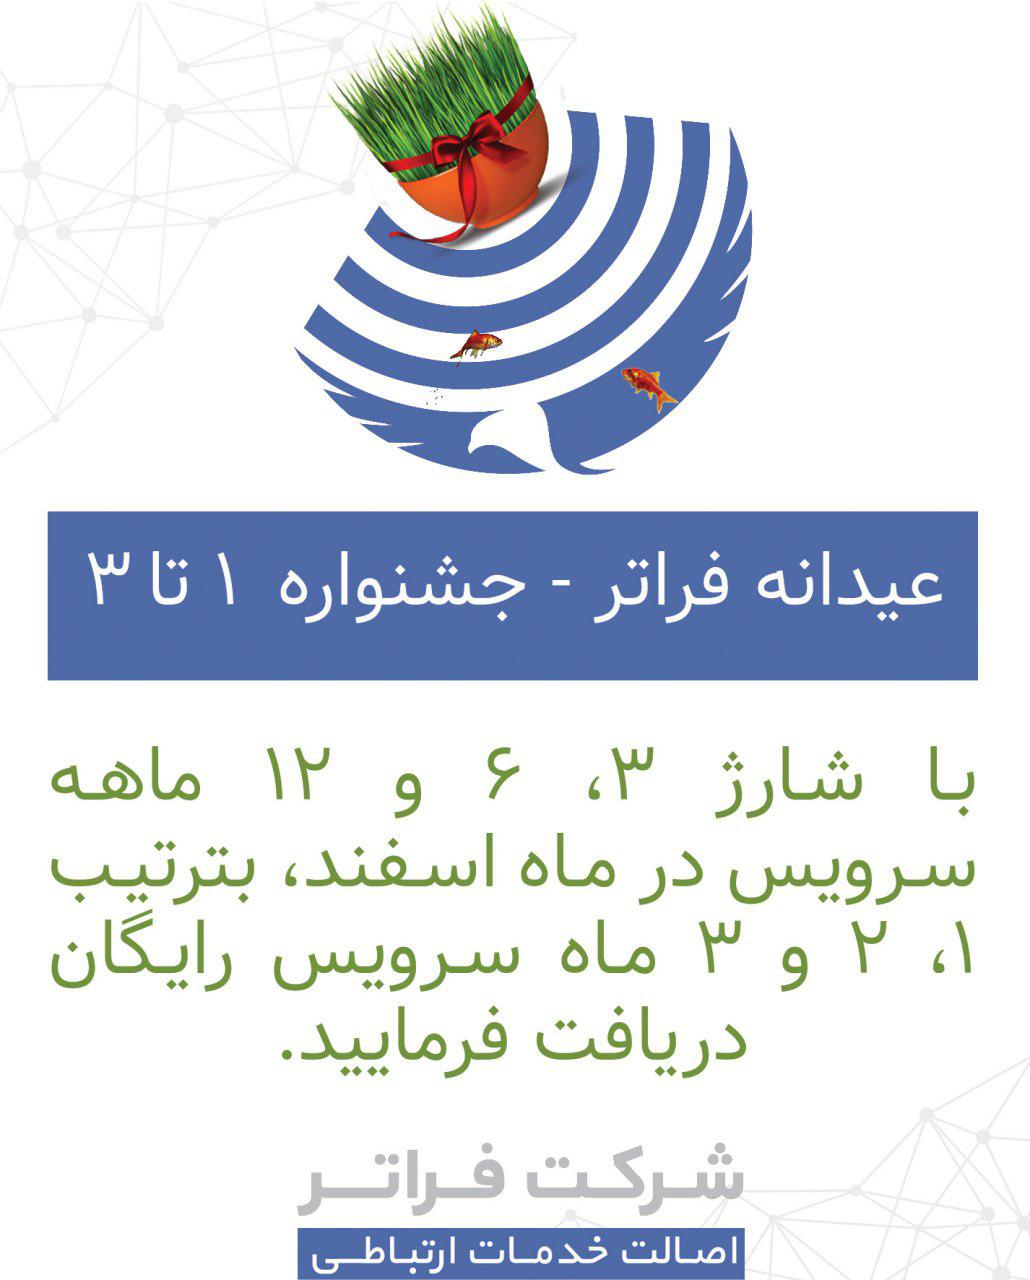 عیدانه فراتر - جشنواره ۱ تا ۳
با شارژ ۳، ۶ و ۱۲ ماهه
سرویس در ماه اسفند، بترتیب
۱، ۲ و ۳ ماه سرویس رایگان
دریافت فرمایید.
شرکت فراتر
اصالت خدمات ارتباطی